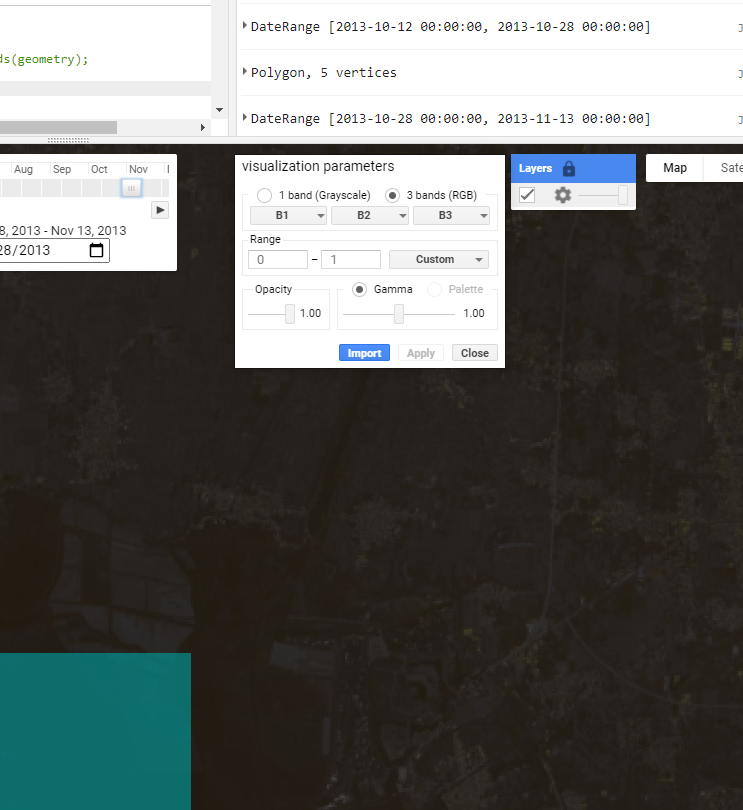 DateRange [2013-10-12 00:00:00, 2013-10-28 00:00:00]
ds(geometry);
Polygon, 5 vertices
DateRange [2013-10-28 00:00:00, 2013-11-13 00:00:00]
Aug Sep Oct Nov
8, 2013 - Nov 13, 2013
28/2013
visualization parameters
1 band (Grayscale) 3 bands (RGB)
B1 B2 B3
Range
0 – 1 Custom
Opacity Gamma Palette
1.00 1.00
Import Apply Close
Layers
Map Sate